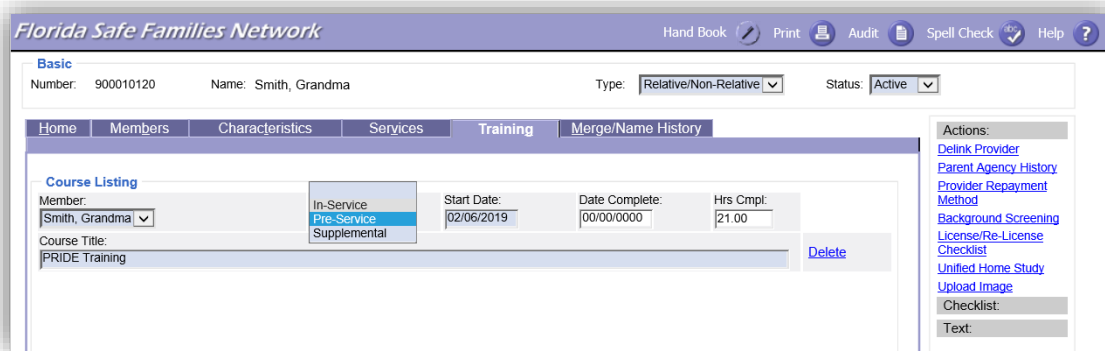 Florida Safe Families Network Hand Book Print Audit Spell Check Help ?
Basic
Number: 900010120 Name: Smith, Grandma Type: Relative/Non-Relative Status: Active
Home Members Characteristics Services Training Merge/Name History
Course Listing
Member: Start Date: Date Complete: Hrs Cmpl:
Smith, Grandma 02/06/2019 00/00/0000 21.00
In-Service
Pre-Service
Supplemental
Course Title:
PRIDE Training Delete
Actions:
Delink Provider
Parent Agency History
Provider Repayment
Method
Background Screening
License/Re-License
Checklist
Unified Home Study
Upload Image
Checklist:
Text: